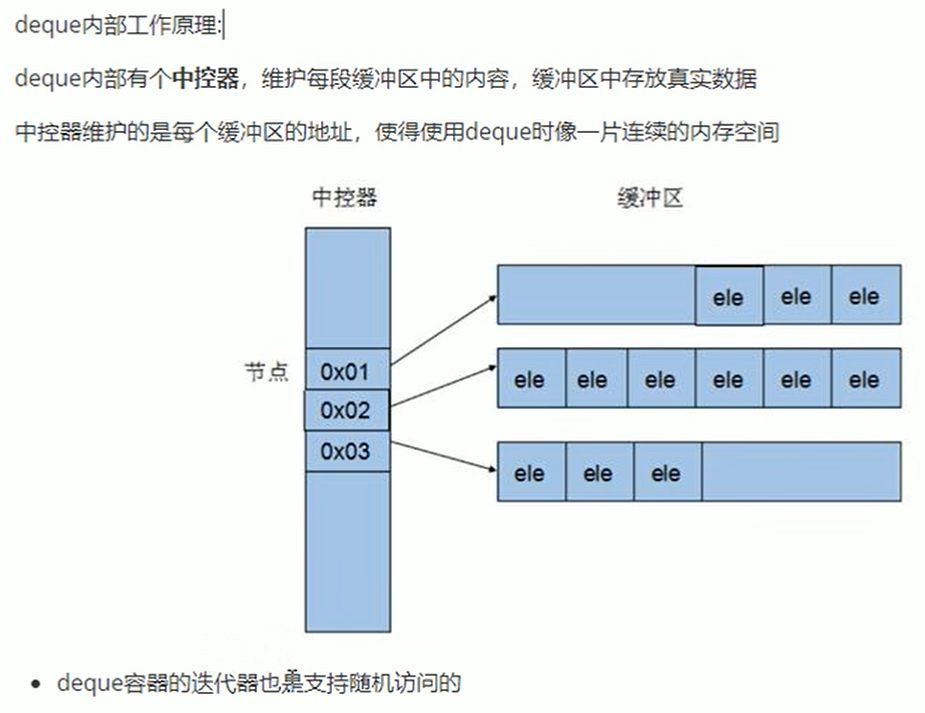 deque内部工作原理:
deque内部有个中控器，维护每段缓冲区中的内容，缓冲区中存放真实数据
中控器维护的是每个缓冲区的地址，使得使用deque时像一片连续的内存空间
中控器 缓冲区
ele ele ele
节点 0x01
ele ele ele ele ele ele
0x02
0x03
ele ele ele
deque容器的迭代器也是支持随机访问的